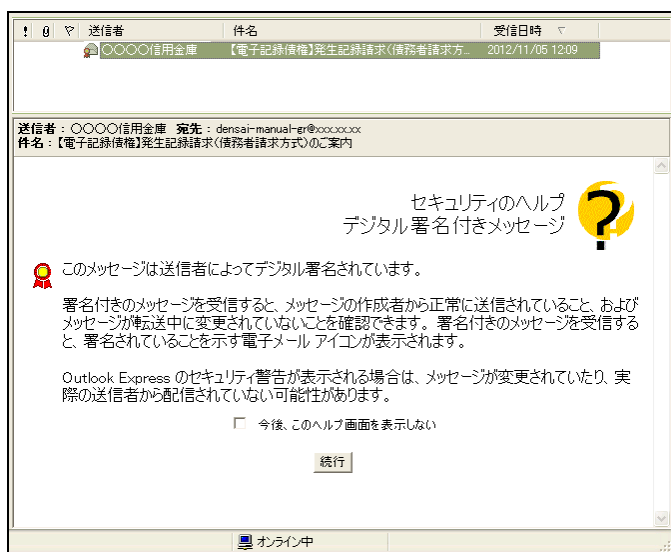 ! 送信者 件名 受信日時
〇〇〇〇信用金庫 【電子記録債権】発生記録請求(債務者請求方... 2012/11/05 12:09
送信者：〇〇〇〇信用金庫 宛先：densai-manual-gr@xxx.xx.xx
件名：【電子記録債権】発生記録請求(債務者請求方式)のご案内
セキュリティのヘルプ
デジタル署名付きメッセージ
このメッセージは送信者によってデジタル署名されています。
署名付きのメッセージを受信すると、メッセージの作成者から正常に送信されていること、および
メッセージが転送中に変更されていないことを確認できます。署名付きのメッセージを受信する
と、署名されていることを示す電子メール アイコンが表示されます。
Outlook Express のセキュリティ警告が表示される場合は、メッセージが変更されていたり、実
際の送信者から配信されていない可能性があります。
今後、このヘルプ画面を表示しない
続行
オンライン中